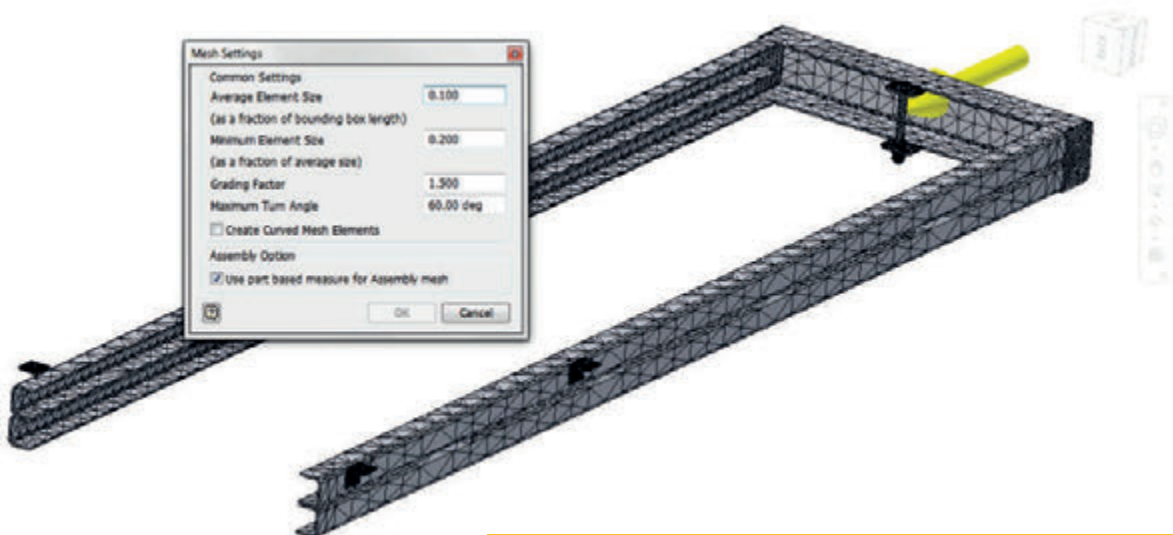 Mesh Settings
Common Settings
Average Element Size 0.100
(as a fraction of bounding box length)
Minimum Element Size 0.200
(as a fraction of average size)
Grading Factor 1.500
Maximum Turn Angle 60.00 deg
Create Curved Mesh Elements
Assembly Option
Use part based measure for Assembly mesh
OK Cancel